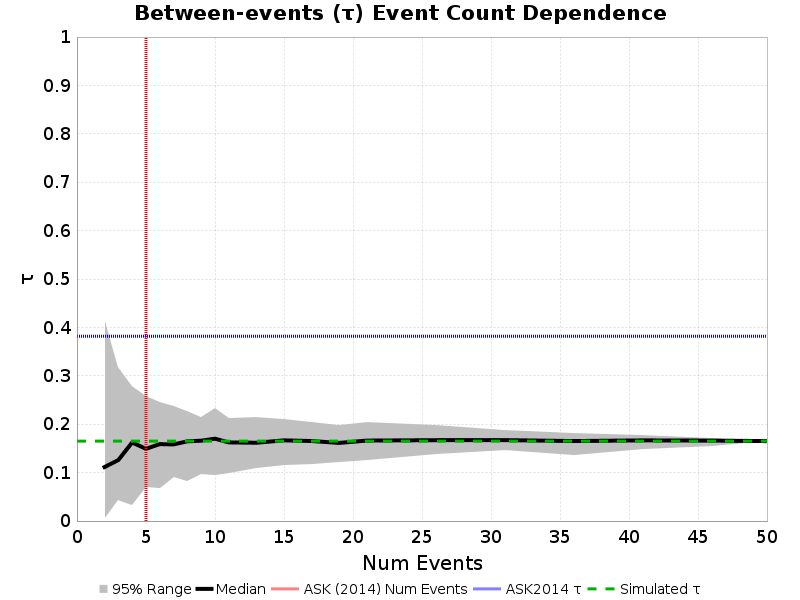 Between-events (τ) Event Count Dependence
1
0.9
0.8
0.7
0.6
0.5
0.4
0.3
0.2
0.1
0
τ
0 5 10 15 20 25 30 35 40 45 50
Num Events
95% Range Median ASK (2014) Num Events ASK2014 τ Simulated τ